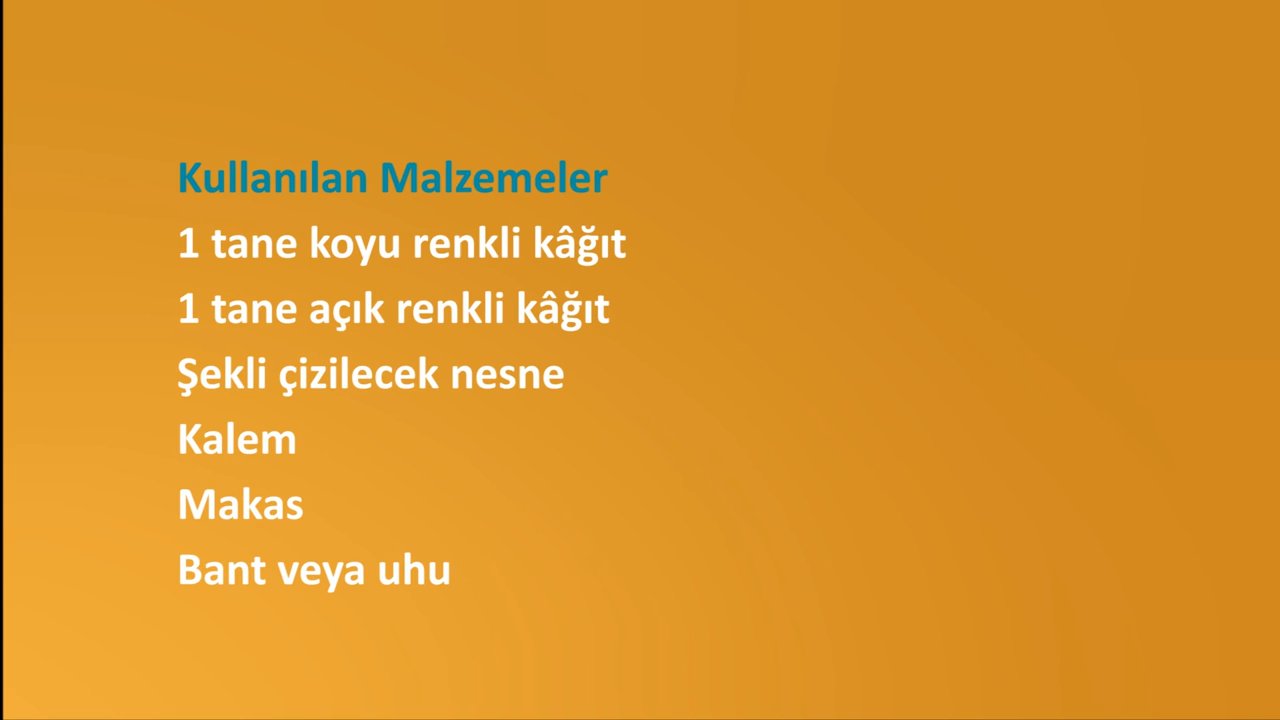 Kullanılan Malzemeler
1 tane koyu renkli kâğıt
1 tane açık renkli kâğıt
Şekli çizilecek nesne
Kalem
Makas
Bant veya uhu